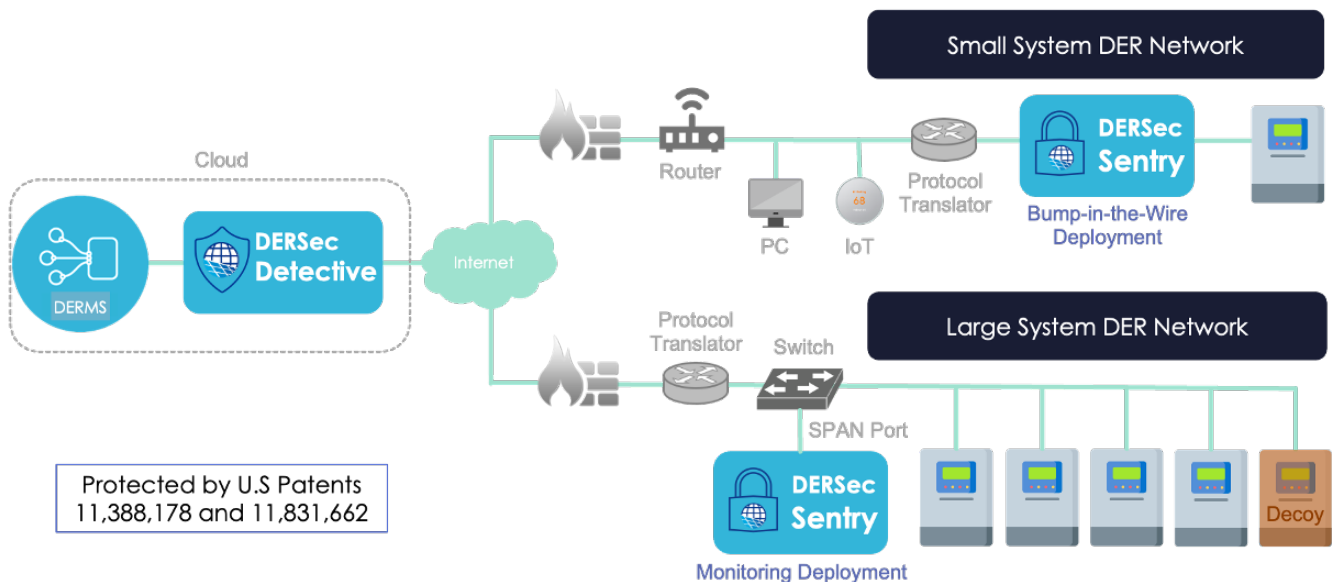 Small System DER Network
Cloud
DERMS
DERSec
Detective
Internet
Router
PC
68
IoT
Protocol
Translator
DERSec
Sentry
Bump-in-the-Wire
Deployment
Large System DER Network
Protocol
Translator
Switch
SPAN Port
DERSec
Sentry
Monitoring Deployment
Decoy
Protected by U.S Patents
11,388,178 and 11,831,662